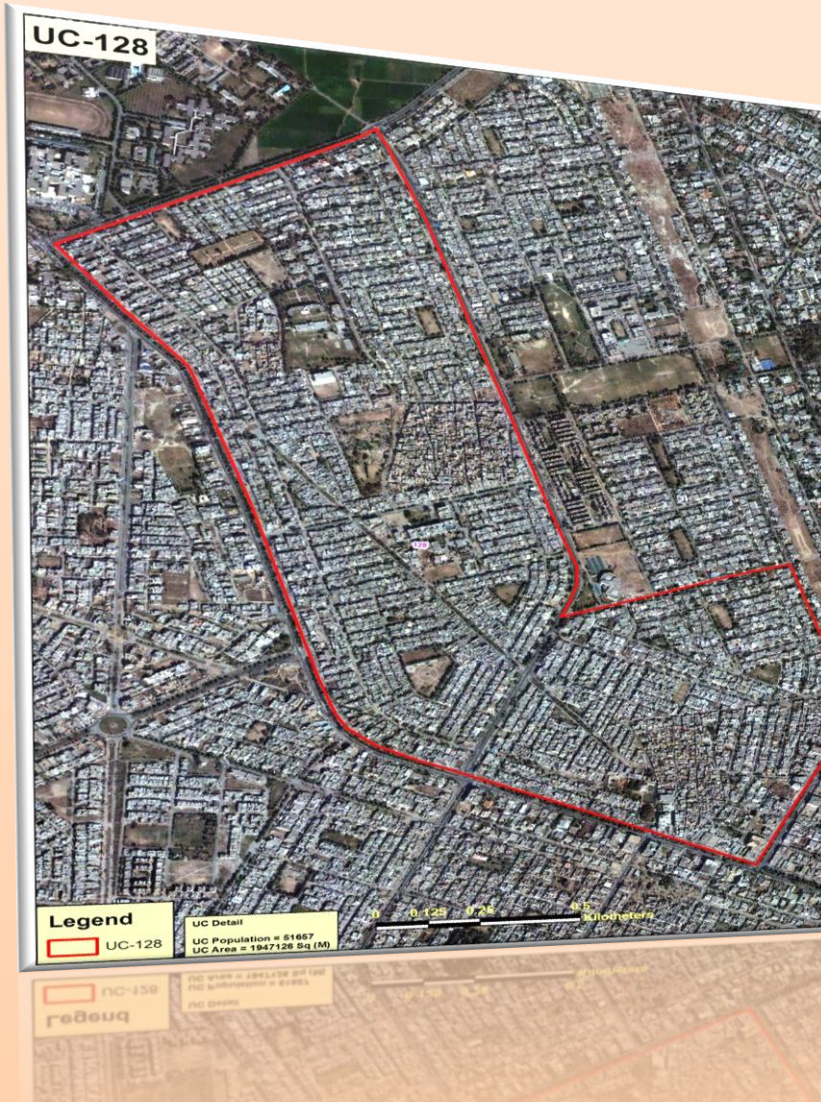 UC-128
128
Legend
UC-128
UC Detail
UC Population = 51657
UC Area = 1947126 Sq (M)
0 0.125 0.25 0.5
Kilometers